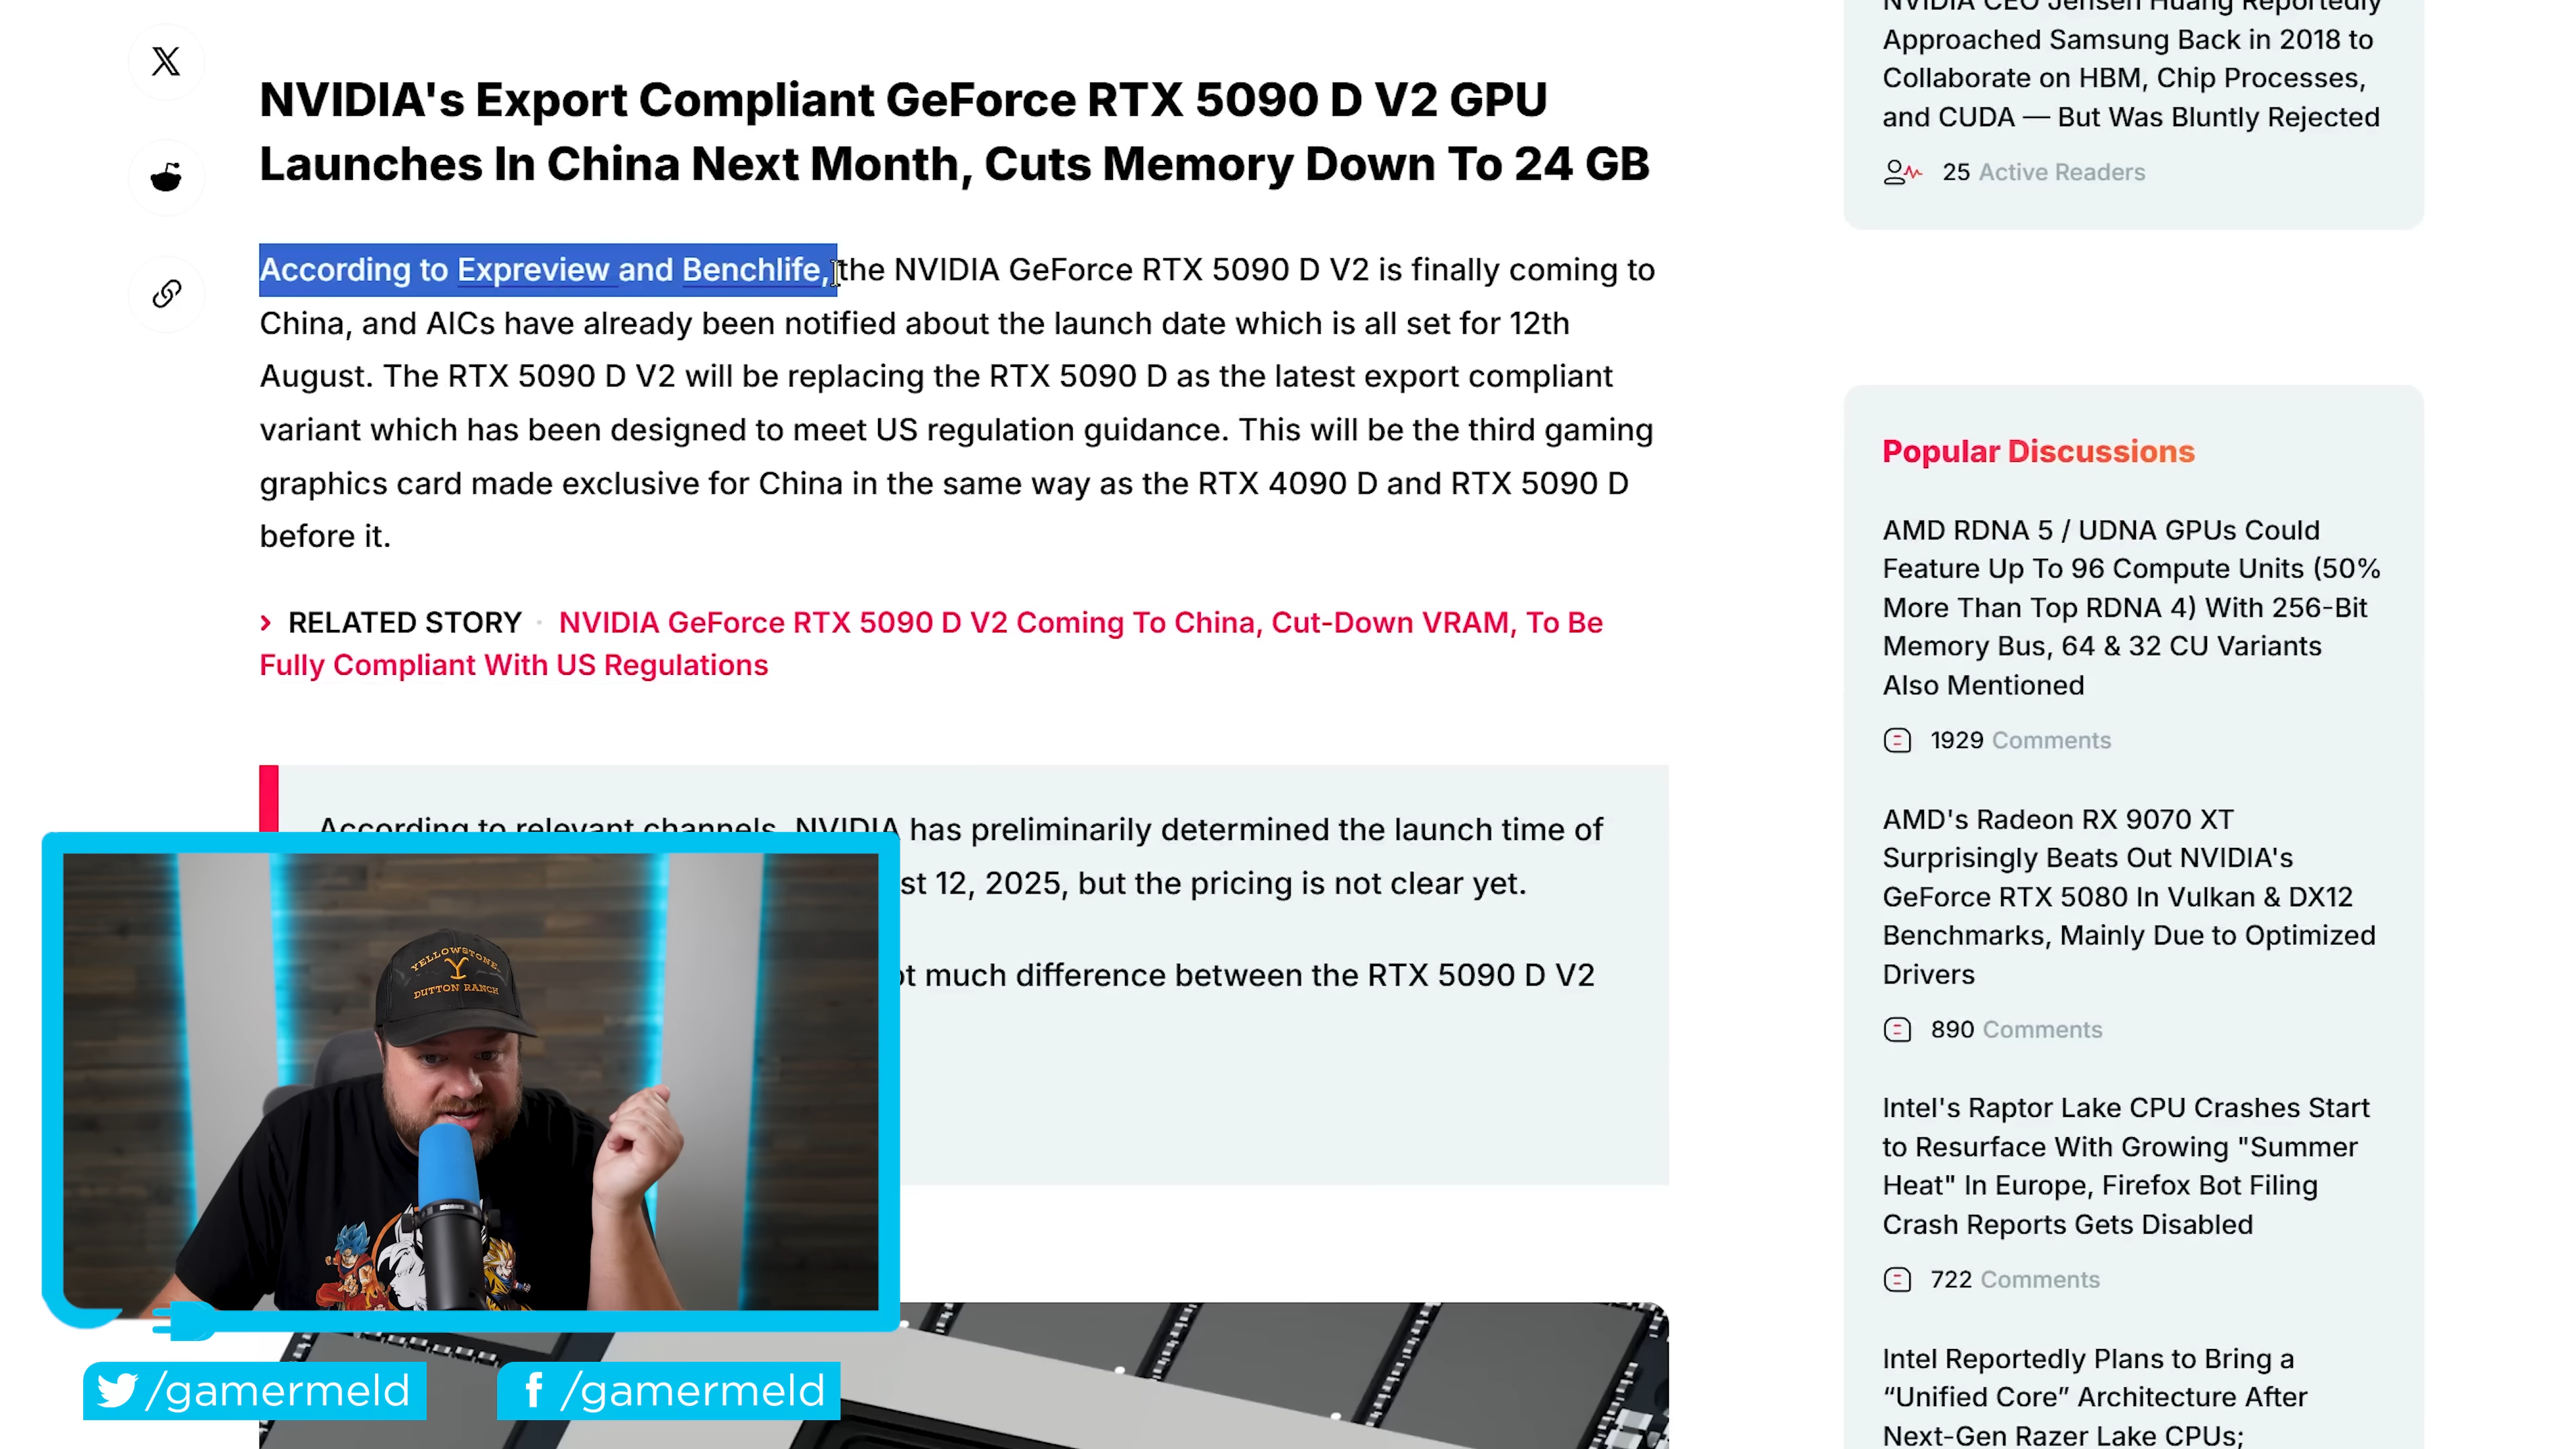 NVIDIA's Export Compliant GeForce RTX 5090 D V2 GPU
Launches In China Next Month, Cuts Memory Down To 24 GB
According to Expreview and Benchlife, the NVIDIA GeForce RTX 5090 D V2 is finally coming to
China, and AICs have already been notified about the launch date which is all set for 12th
August. The RTX 5090 D V2 will be replacing the RTX 5090 D as the latest export compliant
variant which has been designed to meet US regulation guidance. This will be the third gaming
graphics card made exclusive for China in the same way as the RTX 4090 D and RTX 5090 D
before it.
RELATED STORY · NVIDIA GeForce RTX 5090 D V2 Coming To China, Cut-Down VRAM, To Be
Fully Compliant With US Regulations
According to relevant channels, NVIDIA has preliminarily determined the launch time of
st 12, 2025, but the pricing is not clear yet.
much difference between the RTX 5090 D V2
YELLOWSTONE
Y
DUTTON RANCH
/gamermeld
/gamermeld
NVIDIA CEO Jensen Huang Reportedly
Approached Samsung Back in 2018 to
Collaborate on HBM, Chip Processes,
and CUDA — But Was Bluntly Rejected
25 Active Readers
Popular Discussions
AMD RDNA 5 / UDNA GPUs Could
Feature Up To 96 Compute Units (50%
More Than Top RDNA 4) With 256-Bit
Memory Bus, 64 & 32 CU Variants
Also Mentioned
1929 Comments
AMD's Radeon RX 9070 XT
Surprisingly Beats Out NVIDIA's
GeForce RTX 5080 In Vulkan & DX12
Benchmarks, Mainly Due to Optimized
Drivers
890 Comments
Intel's Raptor Lake CPU Crashes Start
to Resurface With Growing "Summer
Heat" In Europe, Firefox Bot Filing
Crash Reports Gets Disabled
722 Comments
Intel Reportedly Plans to Bring a
“Unified Core” Architecture After
Next-Gen Razer Lake CPUs;